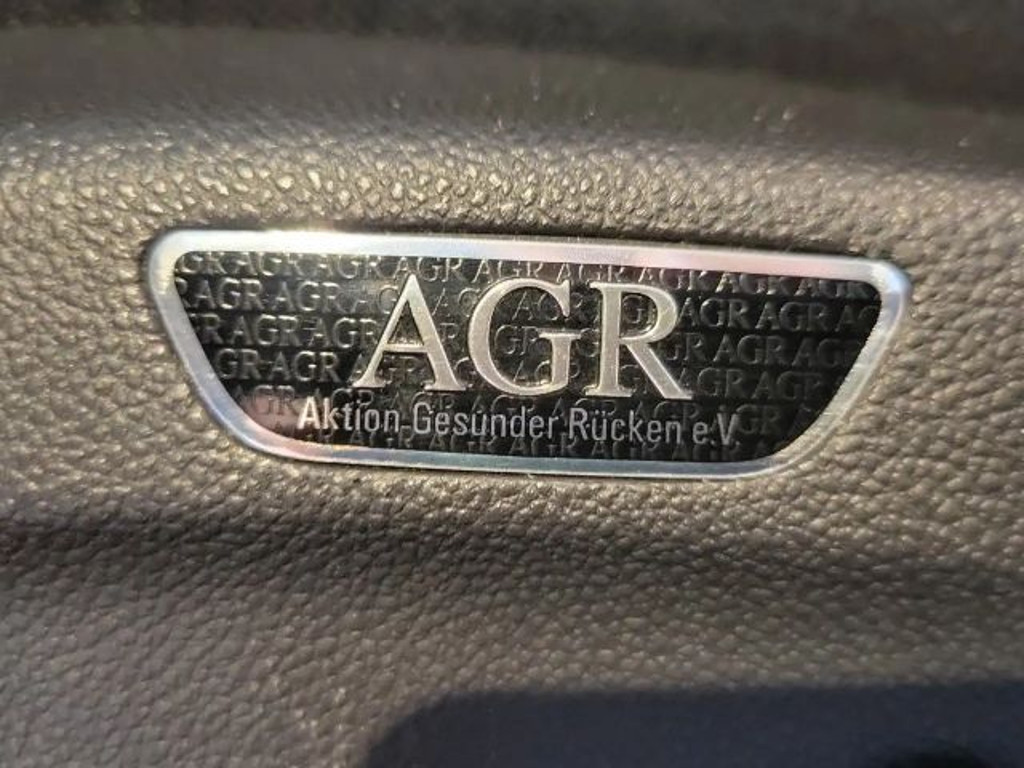 AGR
Aktion Gesunder Rücken e.V.